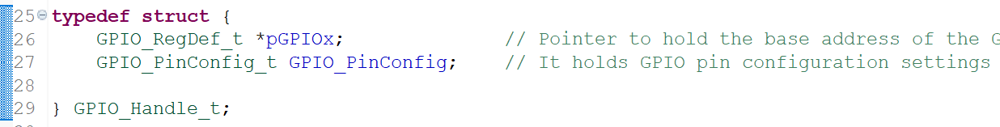 25 typedef struct {
26 GPIO_RegDef_t *pGPIOx; // Pointer to hold the base address of the
27 GPIO_PinConfig_t GPIO_PinConfig; // It holds GPIO pin configuration settings
28
29 } GPIO_Handle_t;